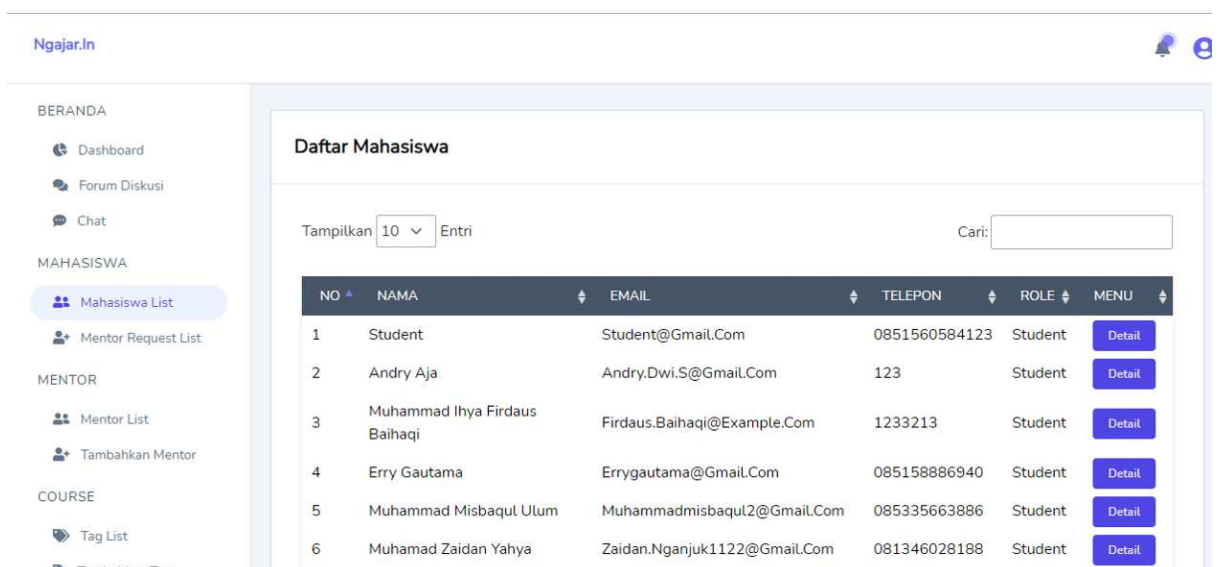 Ngajar.In
BERANDA
Dashboard
Forum Diskusi
Chat
MAHASISWA
Mahasiswa List
Mentor Request List
MENTOR
Mentor List
Tambahkan Mentor
COURSE
Tag List
Daftar Mahasiswa
Tampilkan 10 Entri Cari:
NO NAMA EMAIL TELEPON ROLE MENU
1 Student Student@Gmail.Com 0851560584123 Student Detail
2 Andry Aja Andry.Dwi.S@Gmail.Com 123 Student Detail
3 Muhammad Ihya Firdaus Baihaqi Firdaus.Baihaqi@Example.Com 1233213 Student Detail
4 Erry Gautama Errygautama@Gmail.Com 085158886940 Student Detail
5 Muhammad Misbaqul Ulum Muhammadmisbaqul2@Gmail.Com 085335663886 Student Detail
6 Muhamad Zaidan Yahya Zaidan.Nganjuk1122@Gmail.Com 081346028188 Student Detail